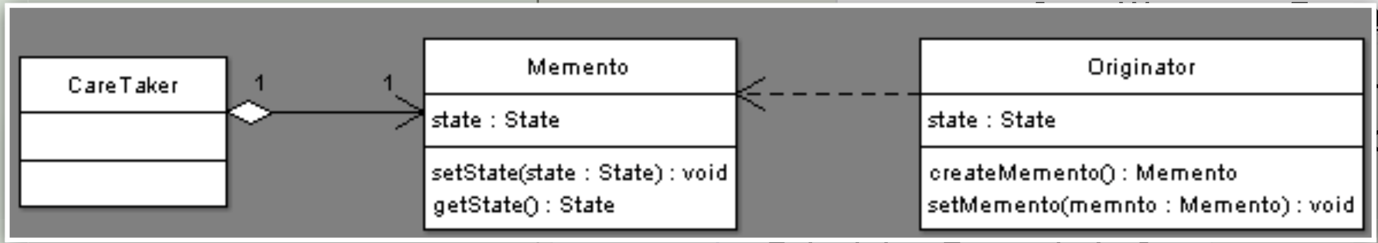 CareTaker
1
1
Memento
state : State
setState(state : State) : void
getState() : State
Originator
state : State
createMemento() : Memento
setMemento(memnto : Memento) : void